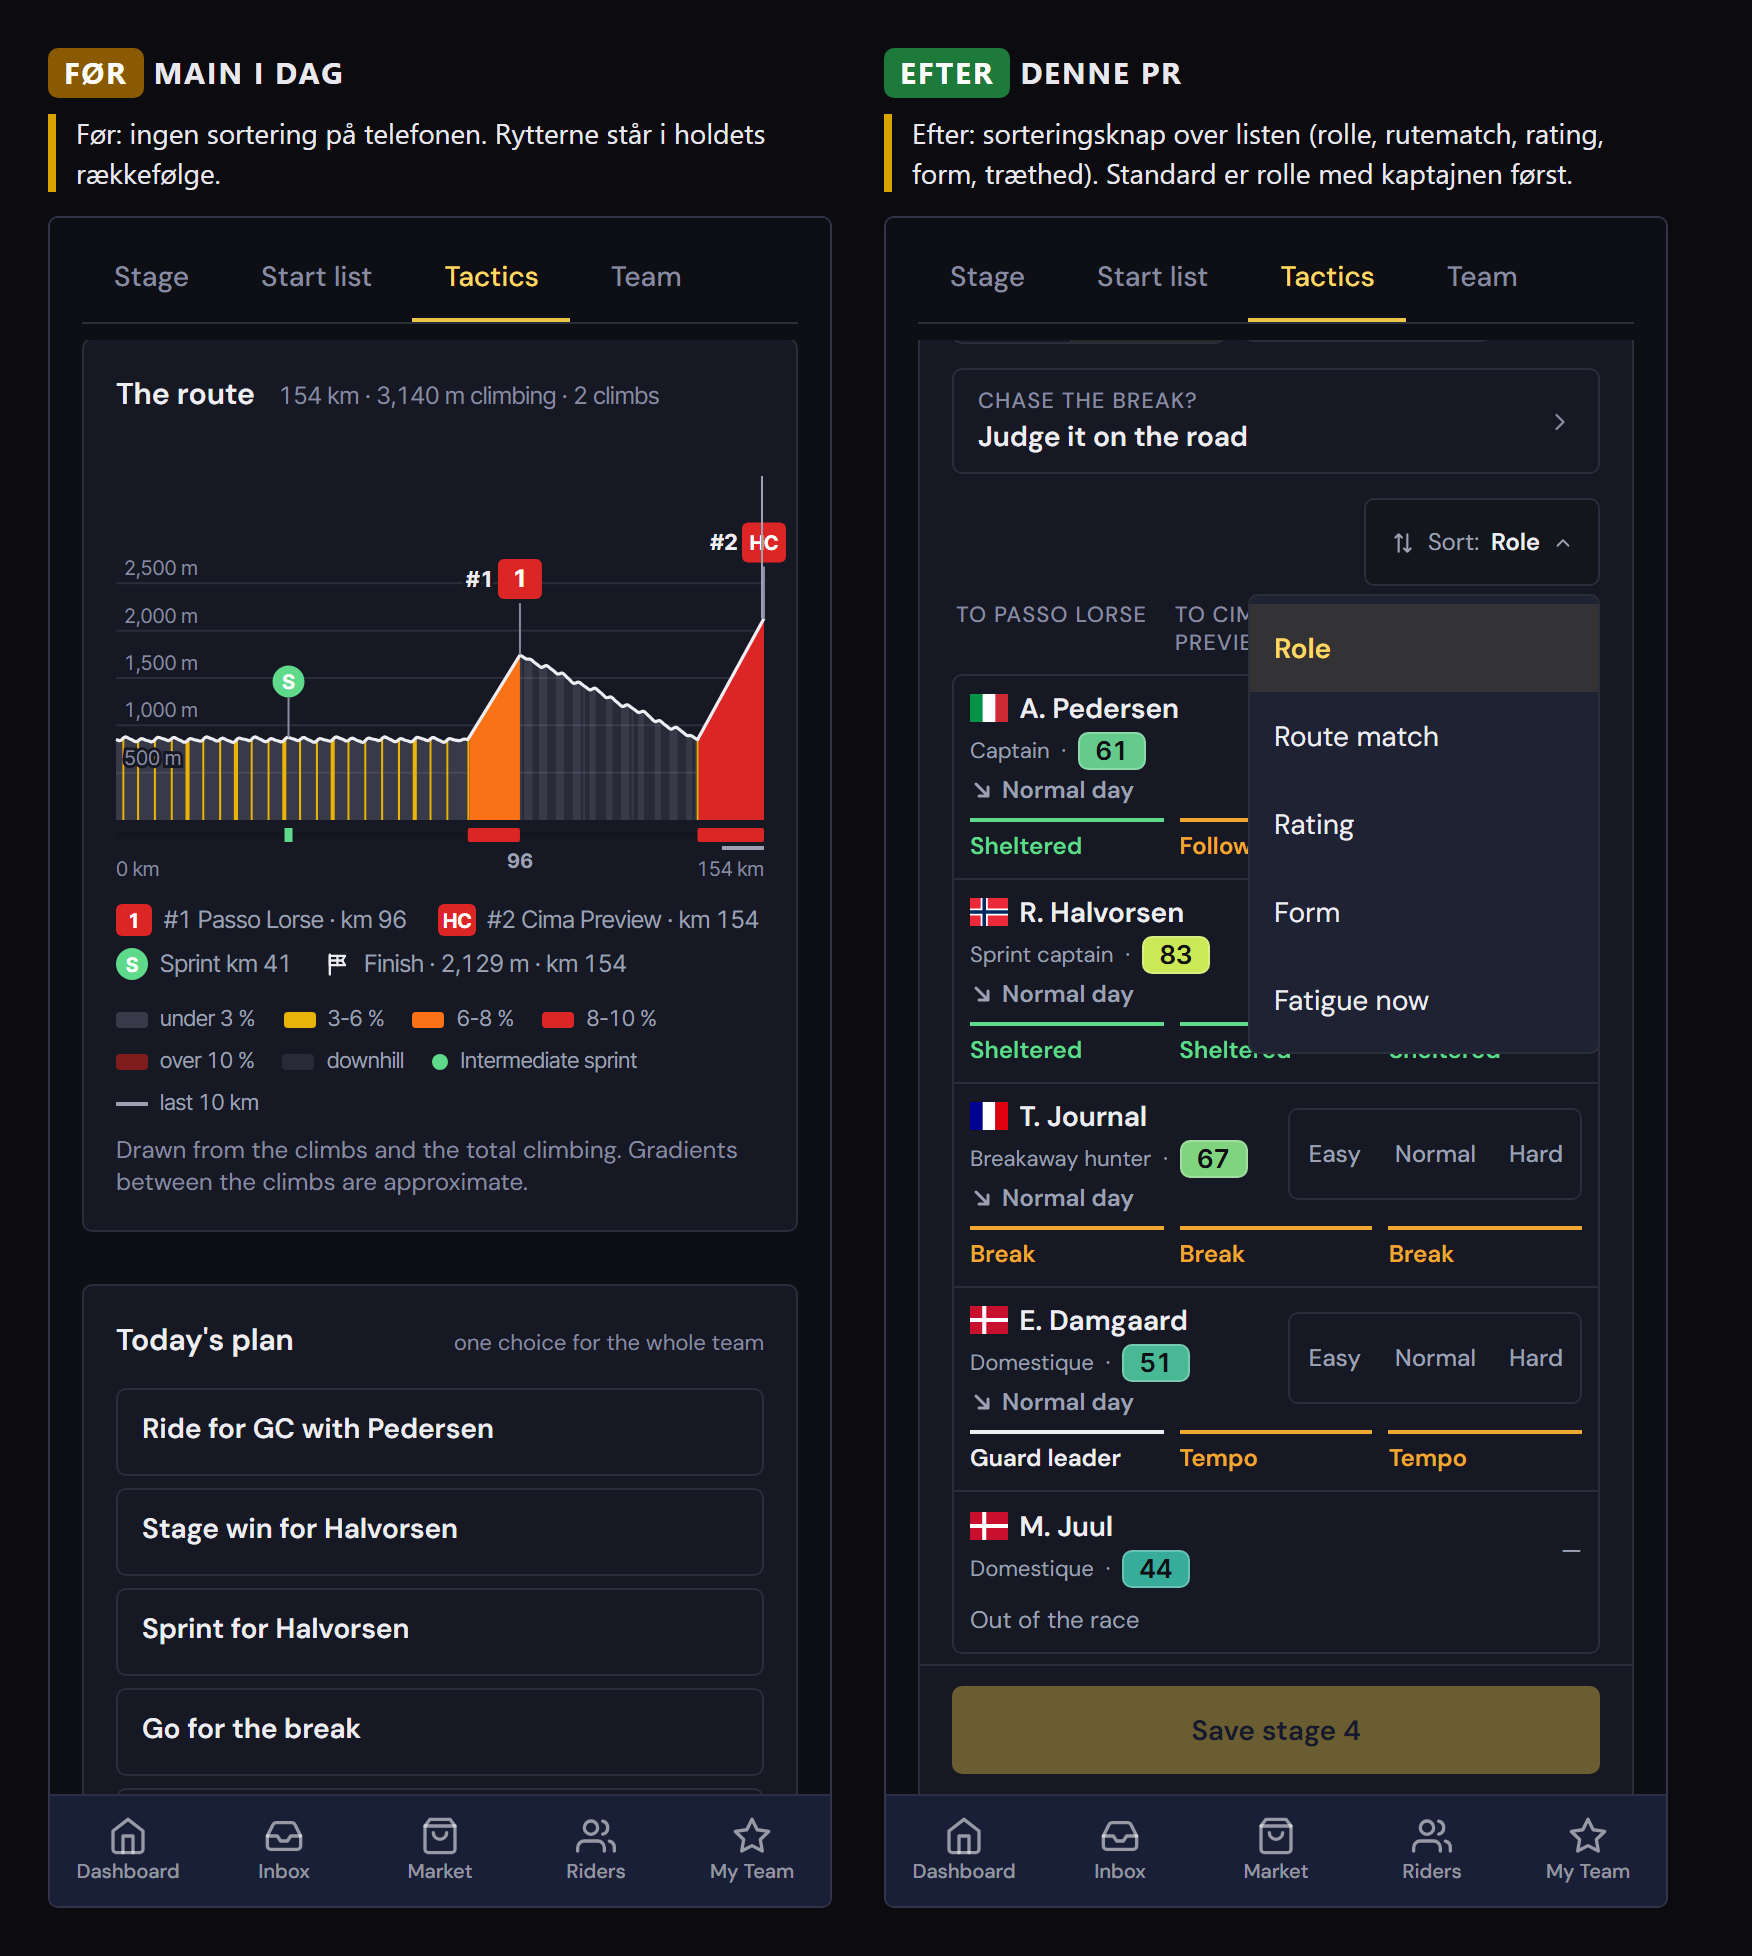 FØR MAIN I DAG
Før: ingen sortering på telefonen. Rytterne står i holdets
rækkefølge.
Stage Start list Tactics Team
The route 154 km · 3,140 m climbing · 2 climbs
#2 HC
2,500 m
#1 1
2,000 m
1,500 m
S
1,000 m
500 m
96
0 km 154 km
1 #1 Passo Lorse · km 96 HC #2 Cima Preview · km 154
S Sprint km 41 Finish · 2,129 m · km 154
under 3 % 3-6 % 6-8 % 8-10 %
over 10 % downhill Intermediate sprint
last 10 km
Drawn from the climbs and the total climbing. Gradients
between the climbs are approximate.
Today's plan one choice for the whole team
Ride for GC with Pedersen
Stage win for Halvorsen
Sprint for Halvorsen
Go for the break
Dashboard Inbox Market Riders My Team
EFTER DENNE PR
Efter: sorteringsknap over listen (rolle, rutematch, rating,
form, træthed). Standard er rolle med kaptajnen først.
Stage Start list Tactics Team
CHASE THE BREAK?
Judge it on the road
Sort: Role
TO PASSO LORSE TO CIM
PREVIE
Role
Route match
Rating
Form
Fatigue now
A. Pedersen
Captain · 61
Normal day
Sheltered Follow
R. Halvorsen
Sprint captain · 83
Normal day
Sheltered Sheltered Sheltered
T. Journal
Breakaway hunter · 67 Easy Normal Hard
Normal day
Break Break Break
E. Damgaard
Domestique · 51 Easy Normal Hard
Normal day
Guard leader Tempo Tempo
M. Juul
Domestique · 44 —
Out of the race
Save stage 4
Dashboard Inbox Market Riders My Team